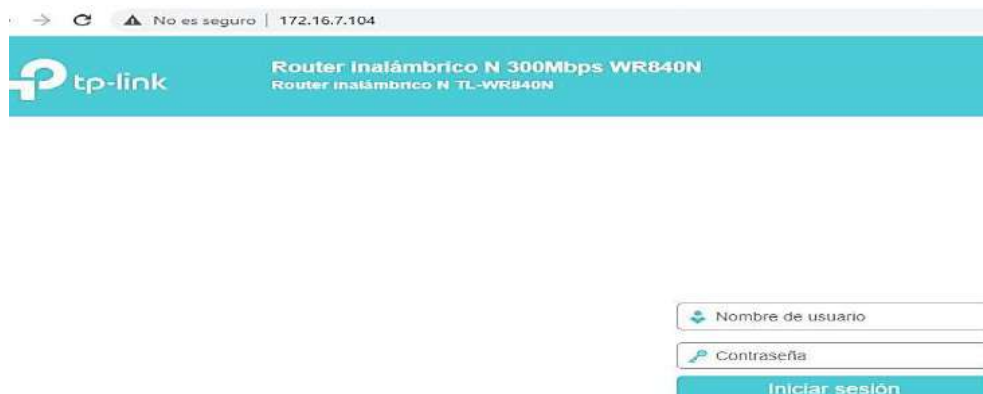 No es seguro | 172.16.7.104
tp-link
Router inalámbrico N 300Mbps WR840N
Router inalámbrico N TL-WR840N
Nombre de usuario
Contraseña
Iniciar sesión